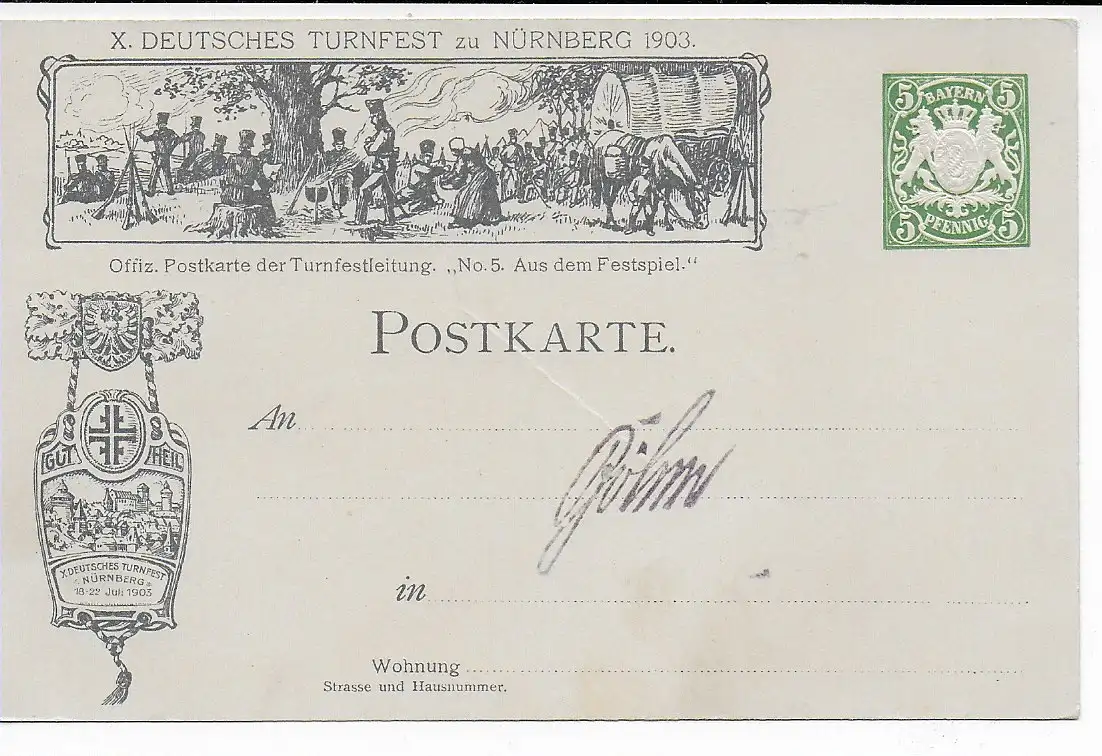 X. DEUTSCHES TURNFEST zu NÜRNBERG 1903.
5 BAYERN 5
5 PFENNIG 5
Offiz. Postkarte der Turnfestleitung. „No. 5. Aus dem Festspiel.“
POSTKARTE.
GUT HEIL
X. DEUTSCHES TURNFEST
NÜRNBERG
18-22 Juli 1903
An
in
Wohnung
Strasse und Hausnummer.